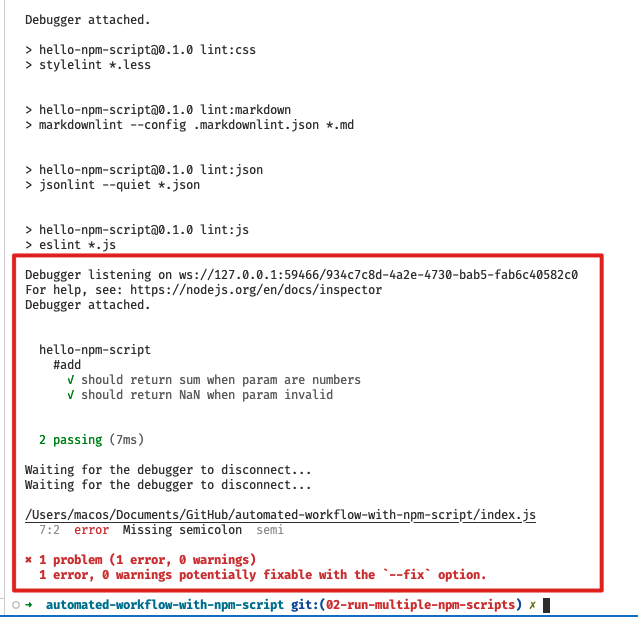 Debugger attached.
> hello-npm-script@0.1.0 lint:css
> stylelint *.less
> hello-npm-script@0.1.0 lint:markdown
> markdownlint --config .markdownlint.json *.md
> hello-npm-script@0.1.0 lint:json
> jsonlint --quiet *.json
> hello-npm-script@0.1.0 lint:js
> eslint *.js
Debugger listening on ws://127.0.0.1:59466/934c7c8d-4a2e-4730-bab5-fab6c40582c0
For help, see: https://nodejs.org/en/docs/inspector
Debugger attached.
hello-npm-script
#add
✓ should return sum when param are numbers
✓ should return NaN when param invalid
2 passing (7ms)
Waiting for the debugger to disconnect...
Waiting for the debugger to disconnect...
/Users/macos/Documents/GitHub/automated-workflow-with-npm-script/index.js
7:2 error Missing semicolon semi
✖ 1 problem (1 error, 0 warnings)
1 error, 0 warnings potentially fixable with the `--fix` option.
➜ automated-workflow-with-npm-script git:(02-run-multiple-npm-scripts) ✗